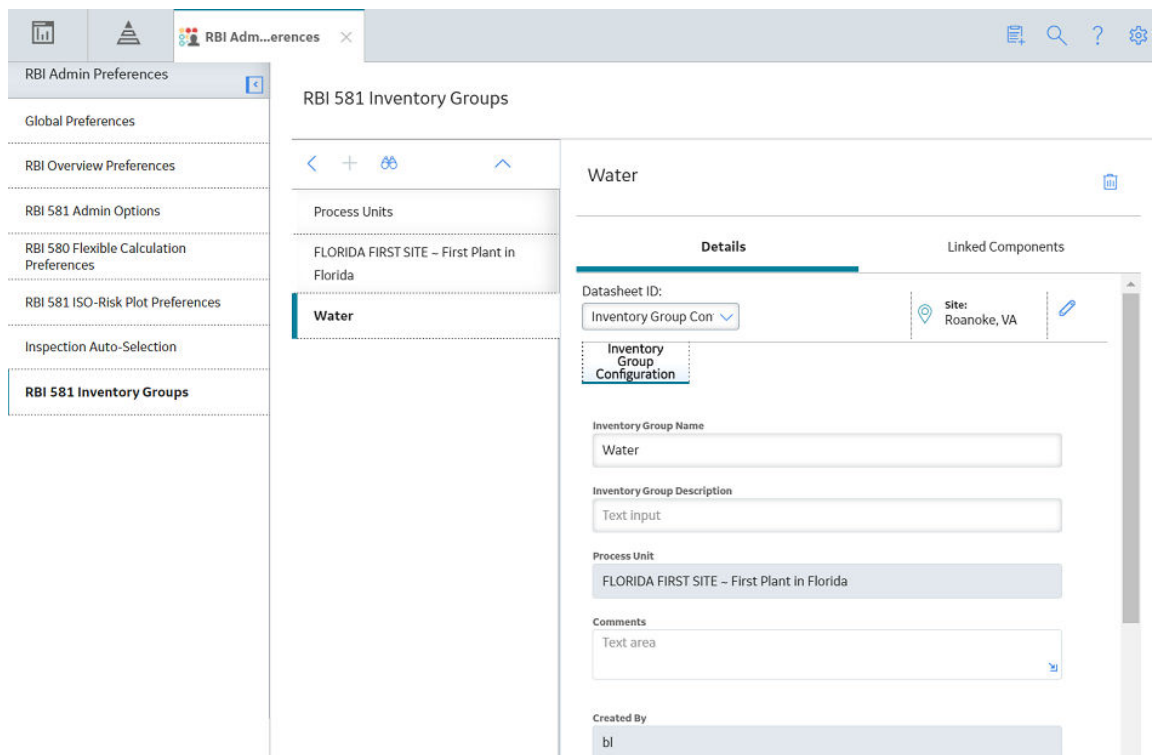 RBI Adm...erences
RBI Admin Preferences
Global Preferences
RBI Overview Preferences
RBI 581 Admin Options
RBI 580 Flexible Calculation
Preferences
RBI 581 ISO-Risk Plot Preferences
Inspection Auto-Selection
RBI 581 Inventory Groups
RBI 581 Inventory Groups
Process Units
FLORIDA FIRST SITE ~ First Plant in
Florida
Water
Water
Details
Linked Components
Datasheet ID:
Inventory Group Con
Site:
Roanoke, VA
Inventory
Group
Configuration
Inventory Group Name
Water
Inventory Group Description
Text input
Process Unit
FLORIDA FIRST SITE ~ First Plant in Florida
Comments
Text area
Created By
bl